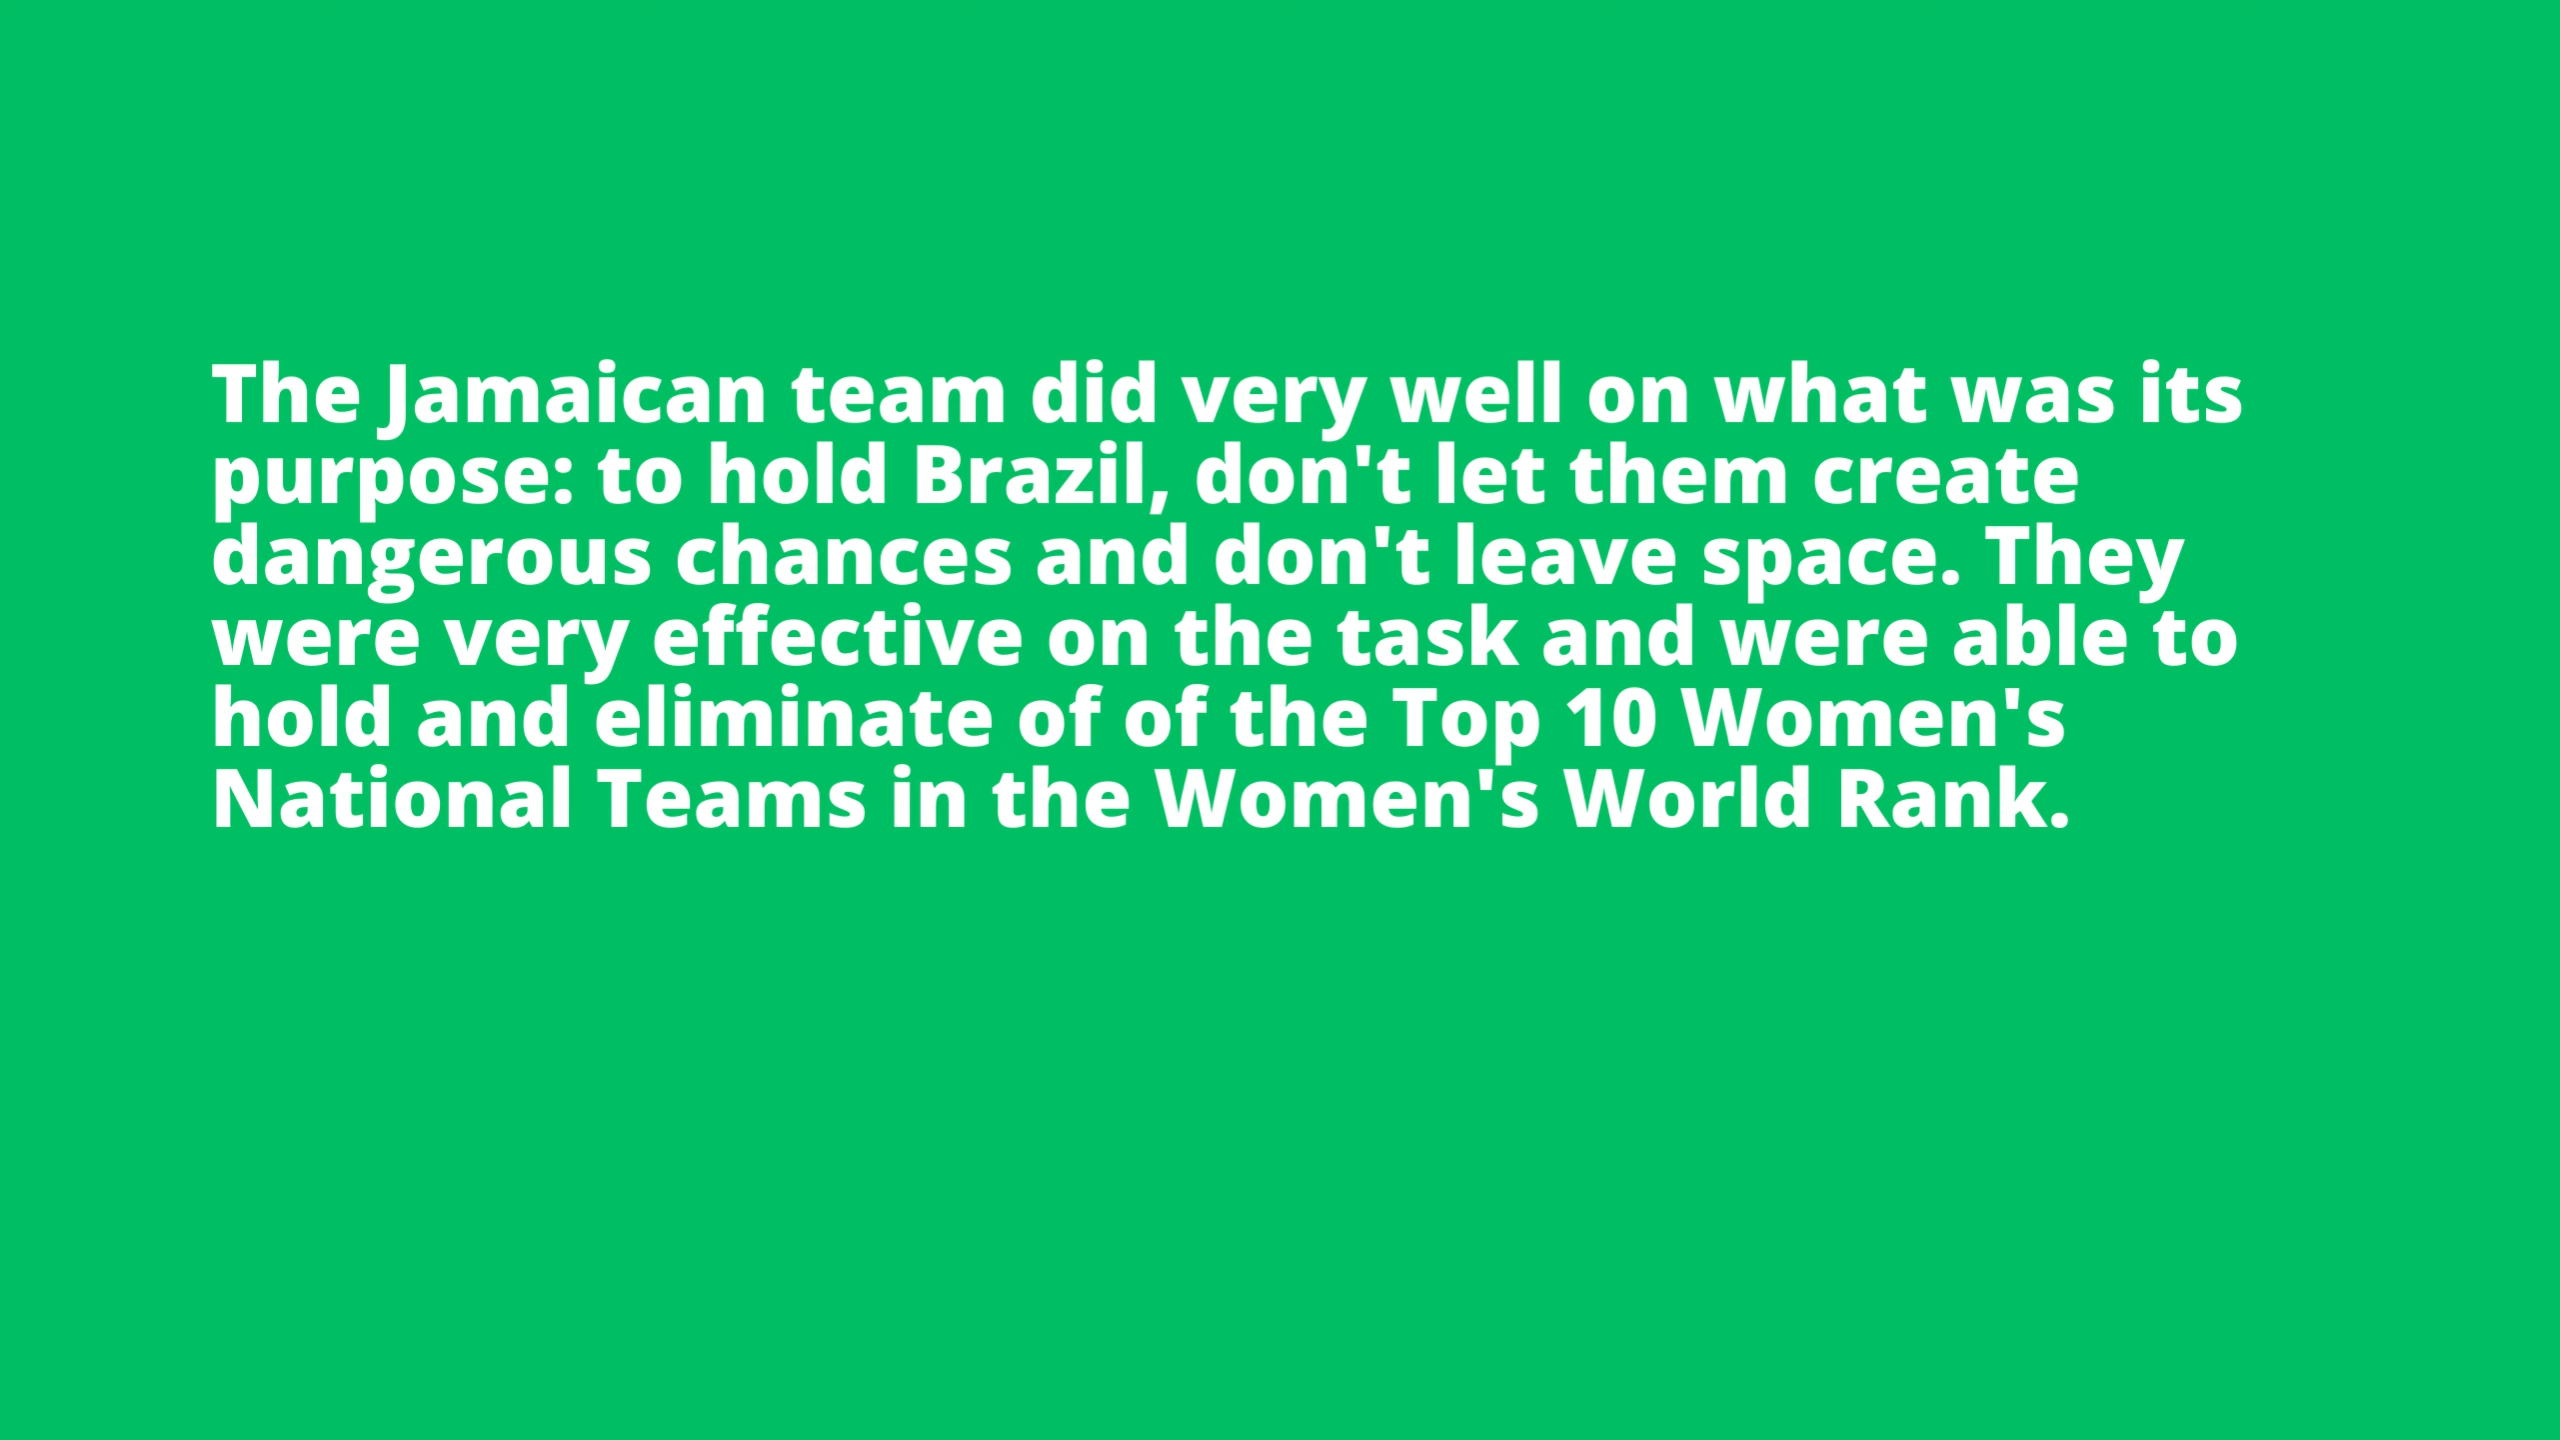 The Jamaican team did very well on what was its
purpose: to hold Brazil, don't let them create
dangerous chances and don't leave space. They
were very effective on the task and were able to
hold and eliminate of of the Top 10 Women's
National Teams in the Women's World Rank.